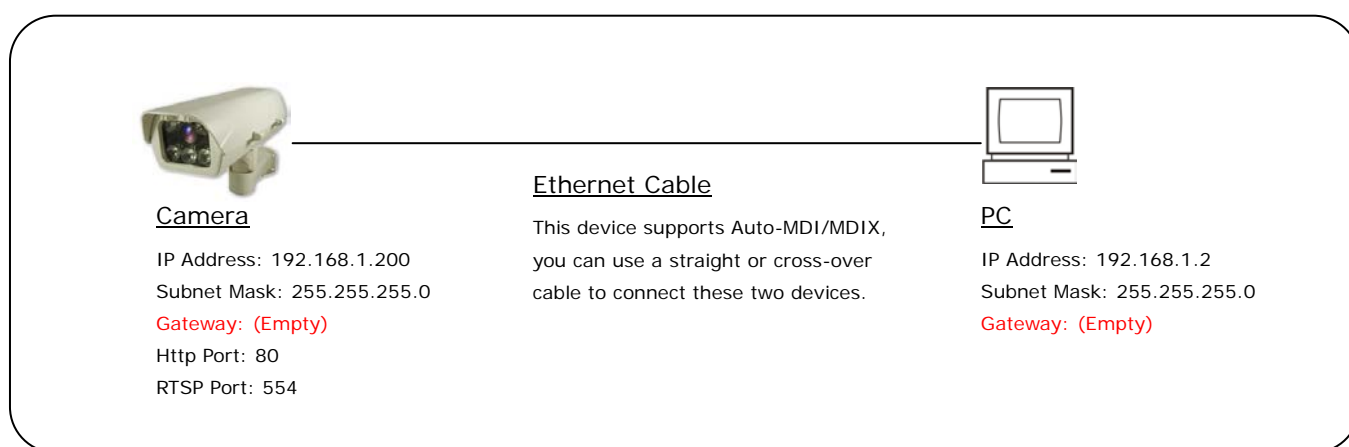 Camera
IP Address: 192.168.1.200
Subnet Mask: 255.255.255.0
Gateway: (Empty)
Http Port: 80
RTSP Port: 554
Ethernet Cable
This device supports Auto-MDI/MDIX,
you can use a straight or cross-over
cable to connect these two devices.
PC
IP Address: 192.168.1.2
Subnet Mask: 255.255.255.0
Gateway: (Empty)